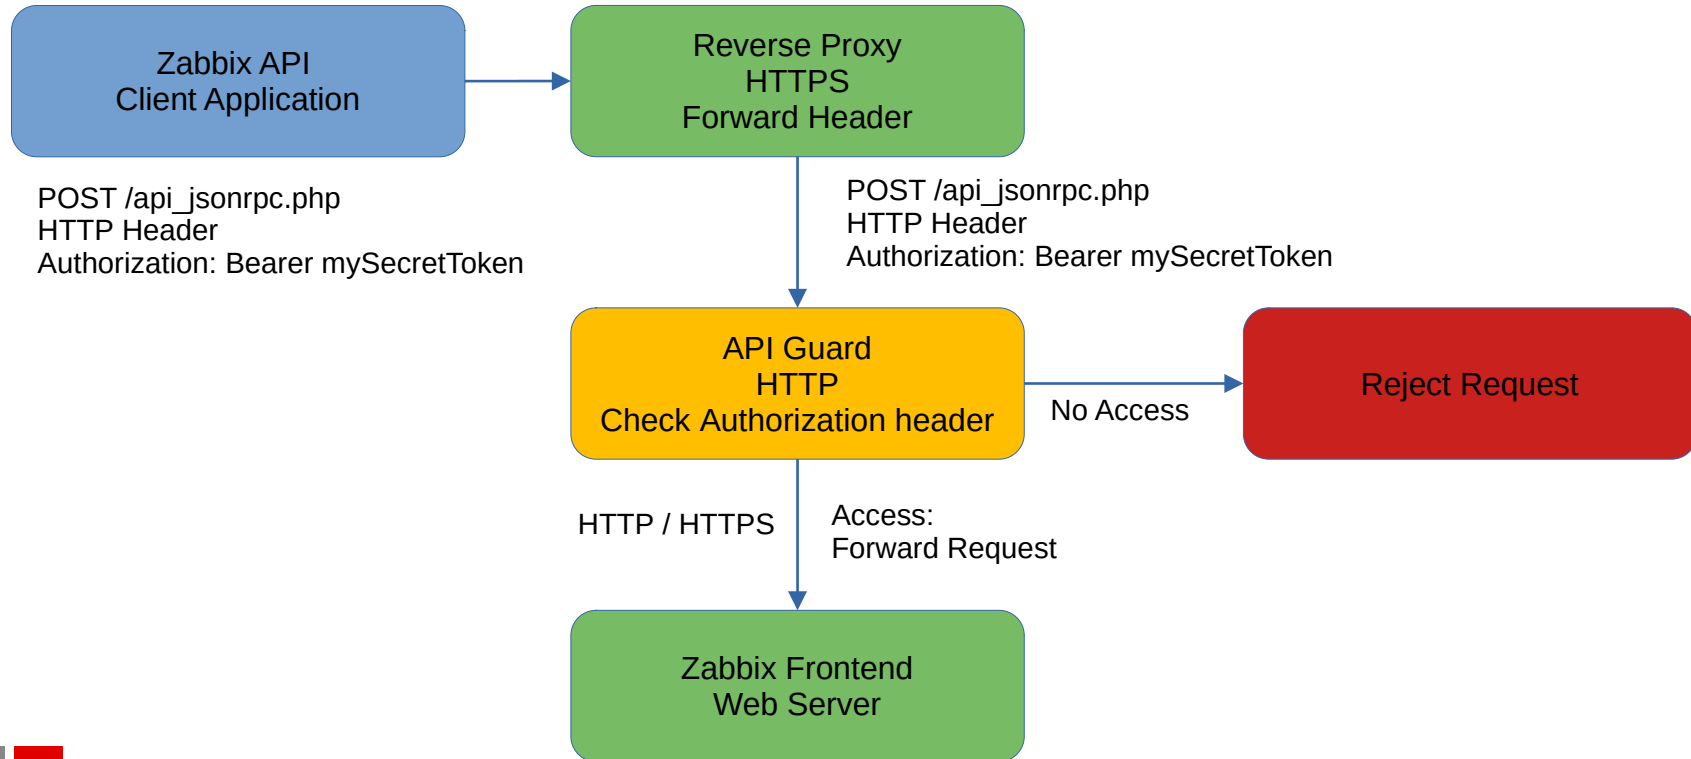 Zabbix API
Client Application
Reverse Proxy
HTTPS
Forward Header
POST /api_jsonrpc.php
HTTP Header
Authorization: Bearer mySecretToken
POST /api_jsonrpc.php
HTTP Header
Authorization: Bearer mySecretToken
API Guard
HTTP
Check Authorization header
No Access
Reject Request
HTTP / HTTPS
Access:
Forward Request
Zabbix Frontend
Web Server